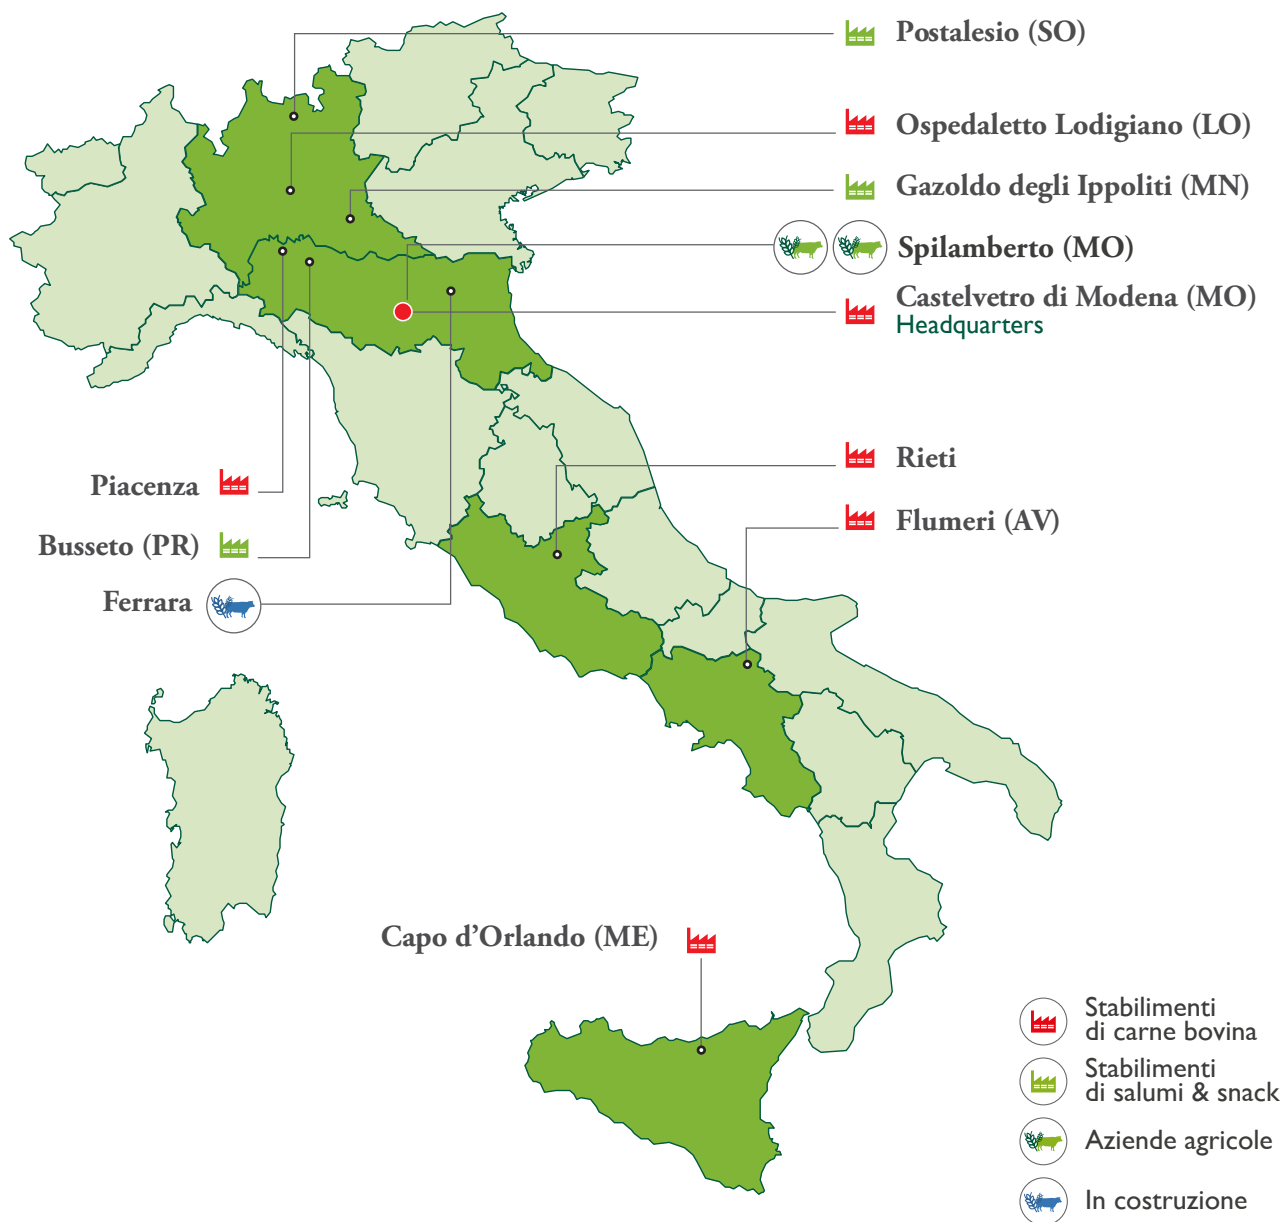 Postalesio (SO)
Ospedaletto Lodigiano (LO)
Gazoldo degli Ippoliti (MN)
Spilamberto (MO)
Castelvetro di Modena (MO)
Headquarters
Rieti
Flumeri (AV)
Piacenza
Busseto (PR)
Ferrara
Capo d’Orlando (ME)
Stabilimenti
di carne bovina
Stabilimenti
di salumi & snack
Aziende agricole
In costruzione